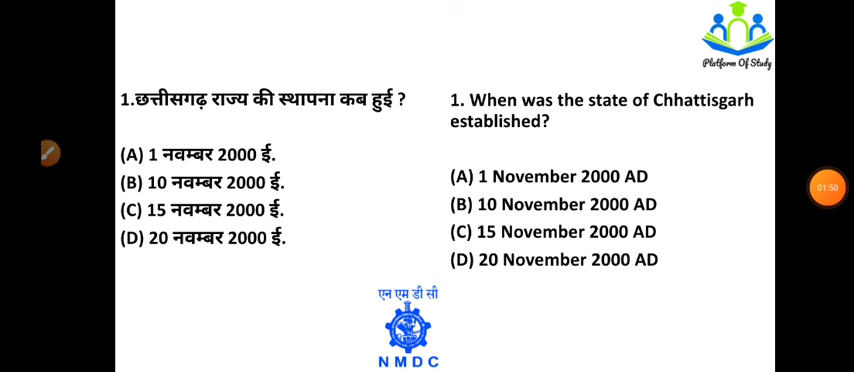 Platform Of Study
1.छत्तीसगढ़ राज्य की स्थापना कब हुई ?
(A) 1 नवम्बर 2000 ई.
(B) 10 नवम्बर 2000 ई.
(C) 15 नवम्बर 2000 ई.
(D) 20 नवम्बर 2000 ई.
1. When was the state of Chhattisgarh
established?
(A) 1 November 2000 AD
(B) 10 November 2000 AD
(C) 15 November 2000 AD
(D) 20 November 2000 AD
01:50
एन एम डी सी
NMDC